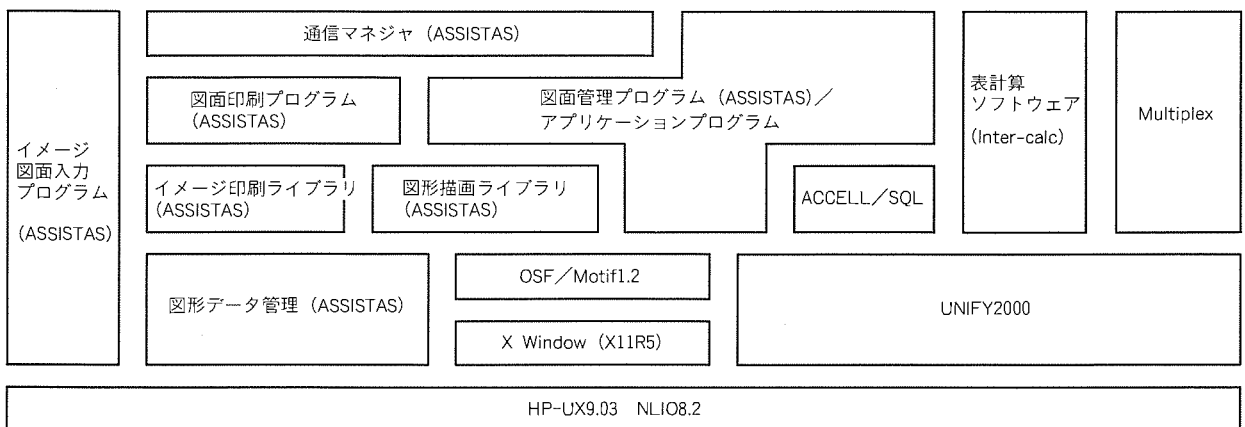 通信マネジャ (ASSISTAS)
図面印刷プログラム
(ASSISTAS)
図面管理プログラム (ASSISTAS)／
アプリケーションプログラム
表計算
ソフトウェア
(Inter-calc)
Multiplex
イメージ
図面入力
プログラム
(ASSISTAS)
イメージ印刷ライブラリ
(ASSISTAS)
図形描画ライブラリ
(ASSISTAS)
ACCELL／SQL
図形データ管理 (ASSISTAS)
OSF／Motif1.2
X Window (X11R5)
UNIFY2000
HP-UX9.03 NLIO8.2